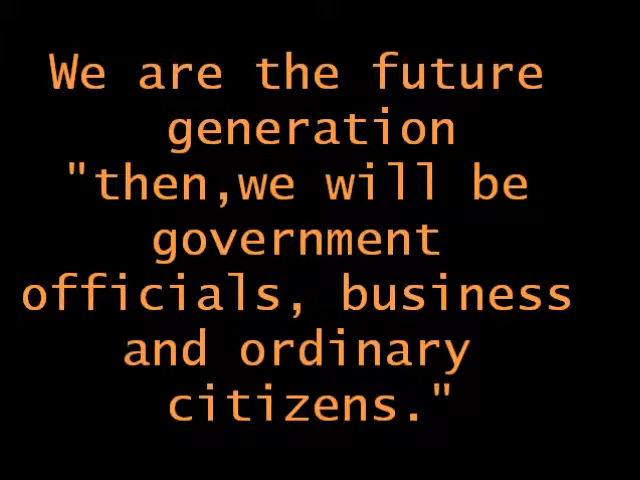 We are the future
generation
"then,we will be
government
officials, business
and ordinary
citizens."